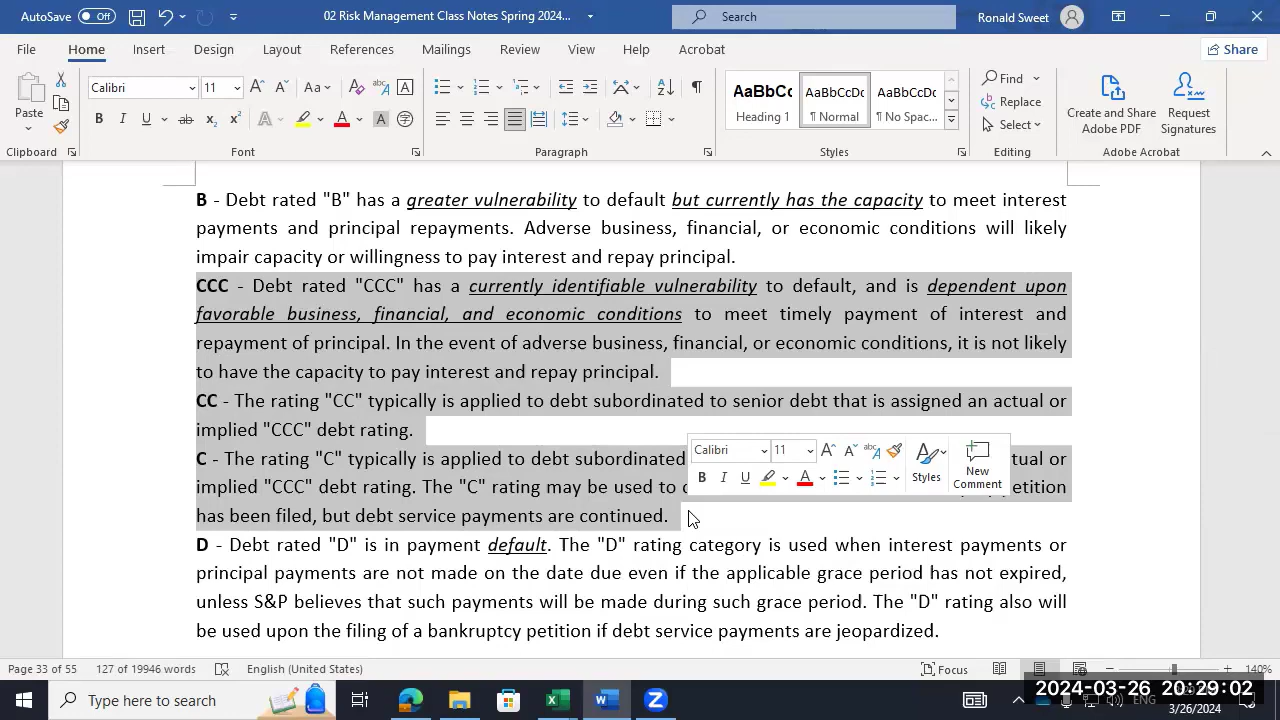 AutoSave Off 02 Risk Management Class Notes Spring 2024... Search Ronald Sweet
File Home Insert Design Layout References Mailings Review View Help Acrobat Share
Paste
Clipboard
Calibri 11
Font
Paragraph
AaBbCc AaBbCcDc AaBbCcDc
Heading 1 ¶ Normal ¶ No Spac...
Styles
Find
Replace
Select
Editing
Create and Share Adobe PDF
Request Signatures
Adobe Acrobat
B - Debt rated "B" has a greater vulnerability to default but currently has the capacity to meet interest
payments and principal repayments. Adverse business, financial, or economic conditions will likely
impair capacity or willingness to pay interest and repay principal.
CCC - Debt rated "CCC" has a currently identifiable vulnerability to default, and is dependent upon
favorable business, financial, and economic conditions to meet timely payment of interest and
repayment of principal. In the event of adverse business, financial, or economic conditions, it is not likely
to have the capacity to pay interest and repay principal.
CC - The rating "CC" typically is applied to debt subordinated to senior debt that is assigned an actual or
implied "CCC" debt rating.
C - The rating "C" typically is applied to debt subordinated
implied "CCC" debt rating. The "C" rating may be used to
has been filed, but debt service payments are continued.
Calibri 11
Styles
New Comment
D - Debt rated "D" is in payment default. The "D" rating category is used when interest payments or
principal payments are not made on the date due even if the applicable grace period has not expired,
unless S&P believes that such payments will be made during such grace period. The "D" rating also will
be used upon the filing of a bankruptcy petition if debt service payments are jeopardized.
Page 33 of 55 127 of 19946 words English (United States) Focus 140%
Type here to search
2024-03-26 20:29:02
3/26/2024